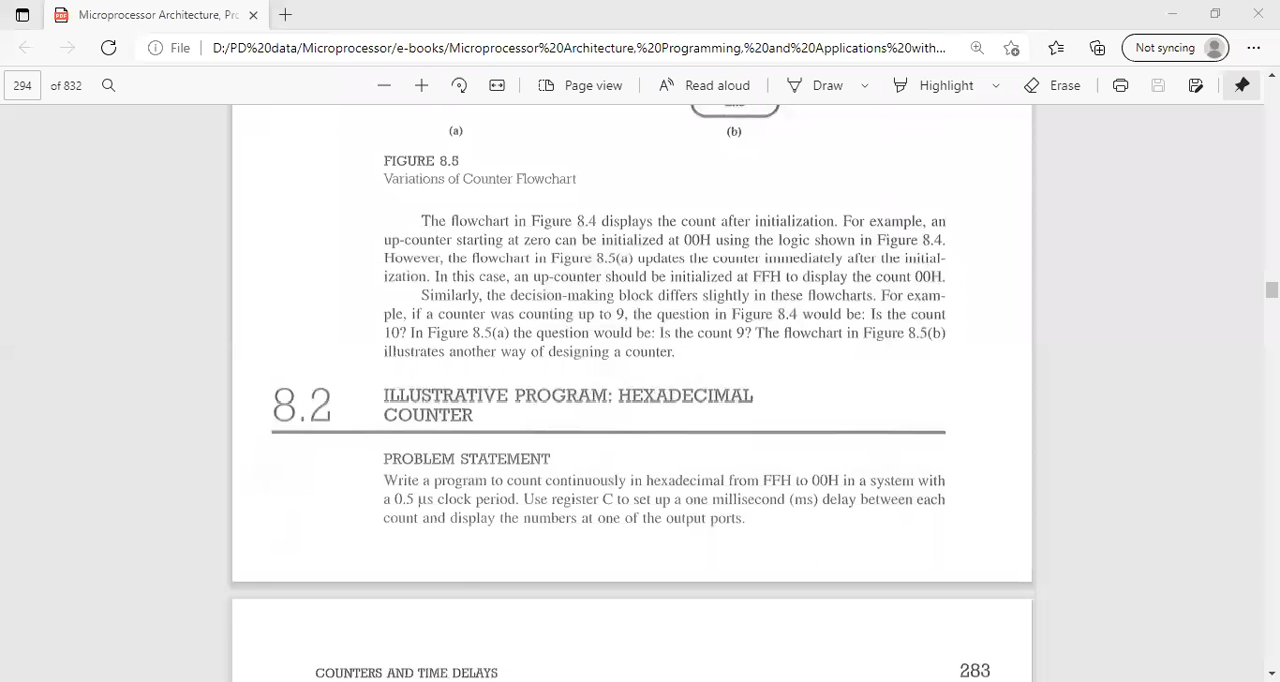 Microprocessor Architecture, Prc
File
D:/PD%20data/Microprocessor/e-books/Microprocessor%20Architecture,%20Programming,%20and%20Applications%20with...
Not syncing
294 of 832
Page view
Read aloud
Draw
Highlight
Erase
(a)
(b)
FIGURE 8.5
Variations of Counter Flowchart
The flowchart in Figure 8.4 displays the count after initialization. For example, an
up-counter starting at zero can be initialized at 00H using the logic shown in Figure 8.4.
However, the flowchart in Figure 8.5(a) updates the counter immediately after the initial-
ization. In this case, an up-counter should be initialized at FFH to display the count 00H.
Similarly, the decision-making block differs slightly in these flowcharts. For exam-
ple, if a counter was counting up to 9, the question in Figure 8.4 would be: Is the count
10? In Figure 8.5(a) the question would be: Is the count 9? The flowchart in Figure 8.5(b)
illustrates another way of designing a counter.
8.2
ILLUSTRATIVE PROGRAM: HEXADECIMAL
COUNTER
PROBLEM STATEMENT
Write a program to count continuously in hexadecimal from FFH to 00H in a system with
a 0.5 μs clock period. Use register C to set up a one millisecond (ms) delay between each
count and display the numbers at one of the output ports.
COUNTERS AND TIME DELAYS
283